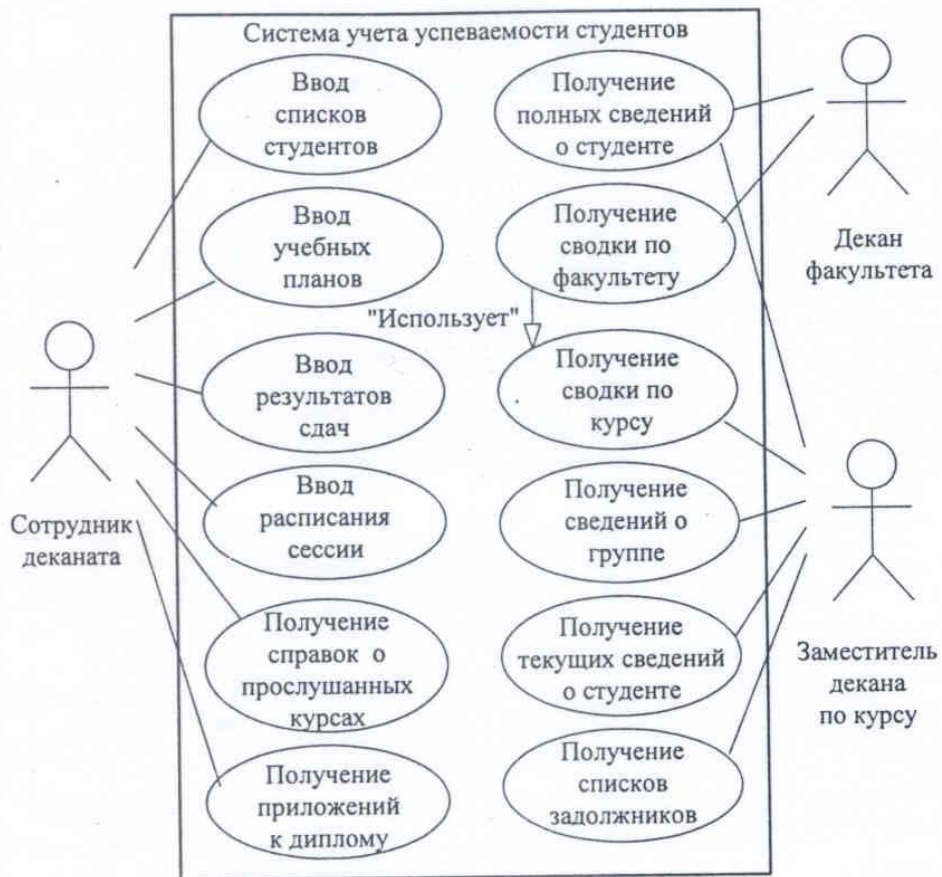 Система учета успеваемости студентов
Ввод
списков
студентов
Ввод
учебных
планов
Ввод
результатов
сдач
Ввод
расписания
сессии
Получение
справок о
прослушанных
курсах
Получение
приложений
к диплому
Получение
полных сведений
о студенте
Получение
сводки по
факультету
"Использует"
Получение
сводки по
курсу
Получение
сведений о
группе
Получение
текущих сведений
о студенте
Получение
списков
задолжников
Сотрудник
деканата
Декан
факультета
Заместитель
декана
по курсу